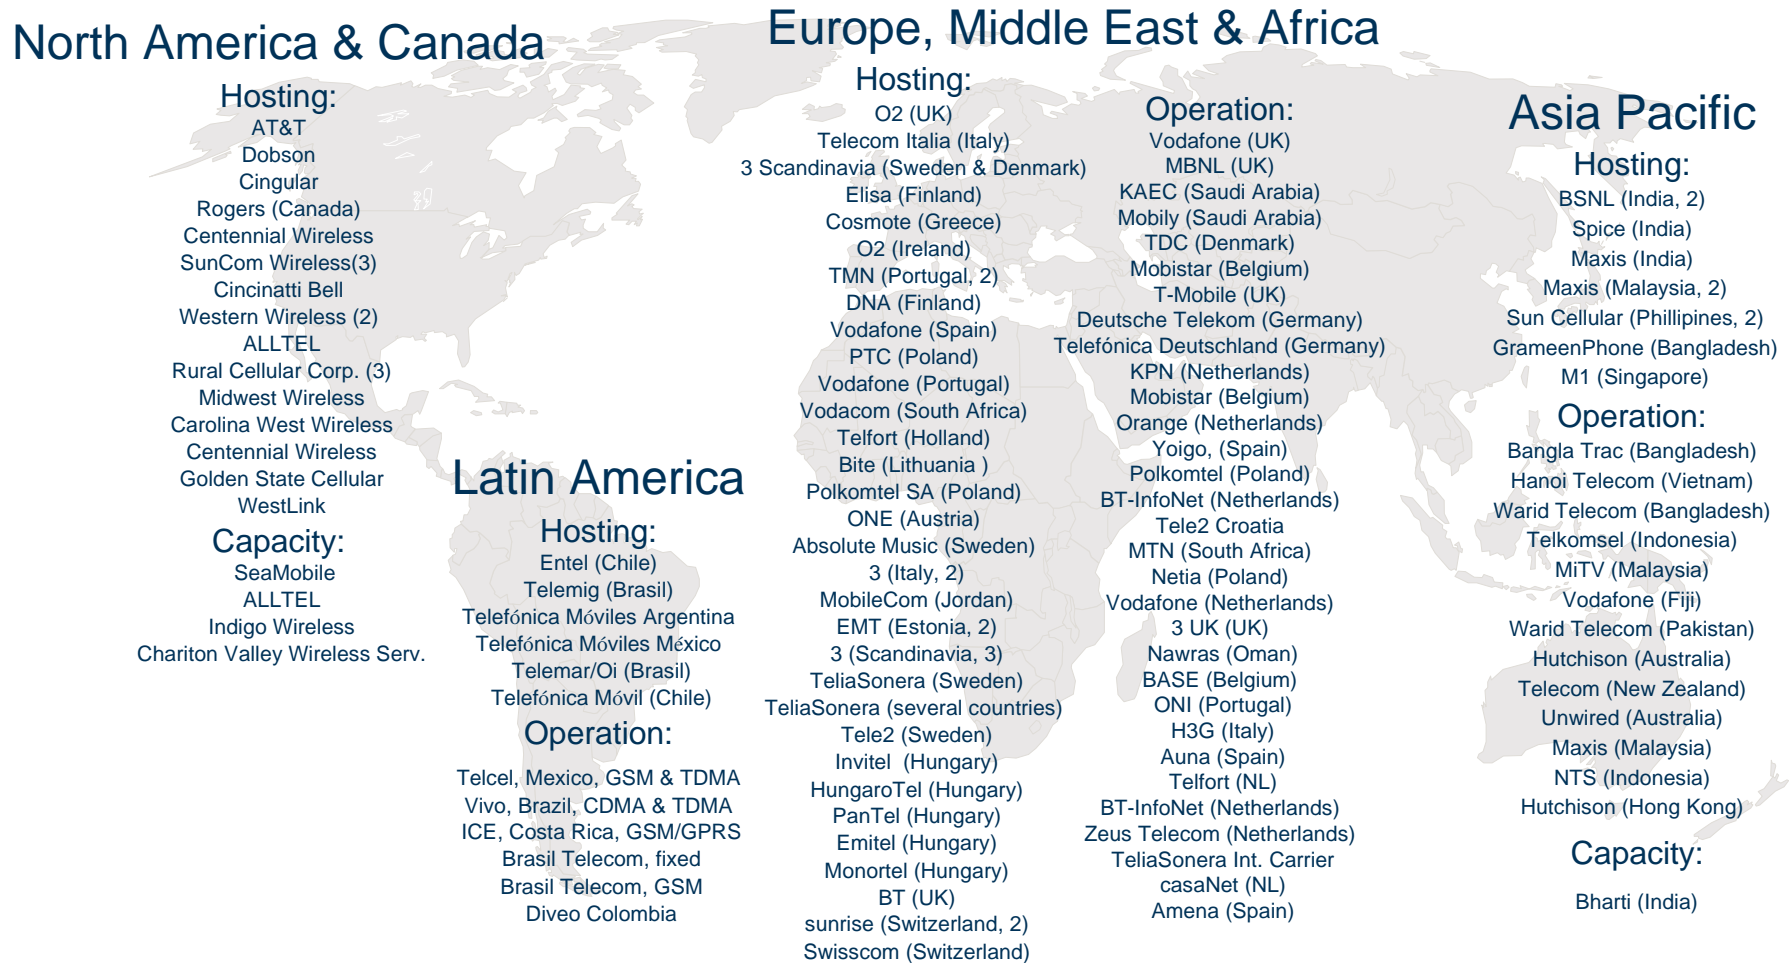 North America & Canada
Hosting:
AT&T
Dobson
Cingular
Rogers (Canada)
Centennial Wireless
SunCom Wireless(3)
Cincinatti Bell
Western Wireless (2)
ALLTEL
Rural Cellular Corp. (3)
Midwest Wireless
Carolina West Wireless
Centennial Wireless
Golden State Cellular
WestLink
Capacity:
SeaMobile
ALLTEL
Indigo Wireless
Chariton Valley Wireless Serv.
Latin America
Hosting:
Entel (Chile)
Telemig (Brasil)
Telefónica Móviles Argentina
Telefónica Móviles México
Telemar/Oi (Brasil)
Telefónica Móvil (Chile)
Operation:
Telcel, Mexico, GSM & TDMA
Vivo, Brazil, CDMA & TDMA
ICE, Costa Rica, GSM/GPRS
Brasil Telecom, fixed
Brasil Telecom, GSM
Diveo Colombia
Europe, Middle East & Africa
Hosting:
O2 (UK)
Telecom Italia (Italy)
3 Scandinavia (Sweden & Denmark)
Elisa (Finland)
Cosmote (Greece)
O2 (Ireland)
TMN (Portugal, 2)
DNA (Finland)
Vodafone (Spain)
PTC (Poland)
Vodafone (Portugal)
Vodacom (South Africa)
Telfort (Holland)
Bite (Lithuania )
Polkomtel SA (Poland)
ONE (Austria)
Absolute Music (Sweden)
3 (Italy, 2)
MobileCom (Jordan)
EMT (Estonia, 2)
3 (Scandinavia, 3)
TeliaSonera (Sweden)
TeliaSonera (several countries)
Tele2 (Sweden)
Invitel (Hungary)
HungaroTel (Hungary)
PanTel (Hungary)
Emitel (Hungary)
Monortel (Hungary)
BT (UK)
sunrise (Switzerland, 2)
Swisscom (Switzerland)
Operation:
Vodafone (UK)
MBNL (UK)
KAEC (Saudi Arabia)
Mobily (Saudi Arabia)
TDC (Denmark)
Mobistar (Belgium)
T-Mobile (UK)
Deutsche Telekom (Germany)
Telefónica Deutschland (Germany)
KPN (Netherlands)
Mobistar (Belgium)
Orange (Netherlands)
Yoigo, (Spain)
Polkomtel (Poland)
BT-InfoNet (Netherlands)
Tele2 Croatia
MTN (South Africa)
Netia (Poland)
Vodafone (Netherlands)
3 UK (UK)
Nawras (Oman)
BASE (Belgium)
ONI (Portugal)
H3G (Italy)
Auna (Spain)
Telfort (NL)
BT-InfoNet (Netherlands)
Zeus Telecom (Netherlands)
TeliaSonera Int. Carrier
casaNet (NL)
Amena (Spain)
Asia Pacific
Hosting:
BSNL (India, 2)
Spice (India)
Maxis (India)
Maxis (Malaysia, 2)
Sun Cellular (Phillipines, 2)
GrameenPhone (Bangladesh)
M1 (Singapore)
Operation:
Bangla Trac (Bangladesh)
Hanoi Telecom (Vietnam)
Warid Telecom (Bangladesh)
Telkomsel (Indonesia)
MiTV (Malaysia)
Vodafone (Fiji)
Warid Telecom (Pakistan)
Hutchison (Australia)
Telecom (New Zealand)
Unwired (Australia)
Maxis (Malaysia)
NTS (Indonesia)
Hutchison (Hong Kong)
Capacity:
Bharti (India)